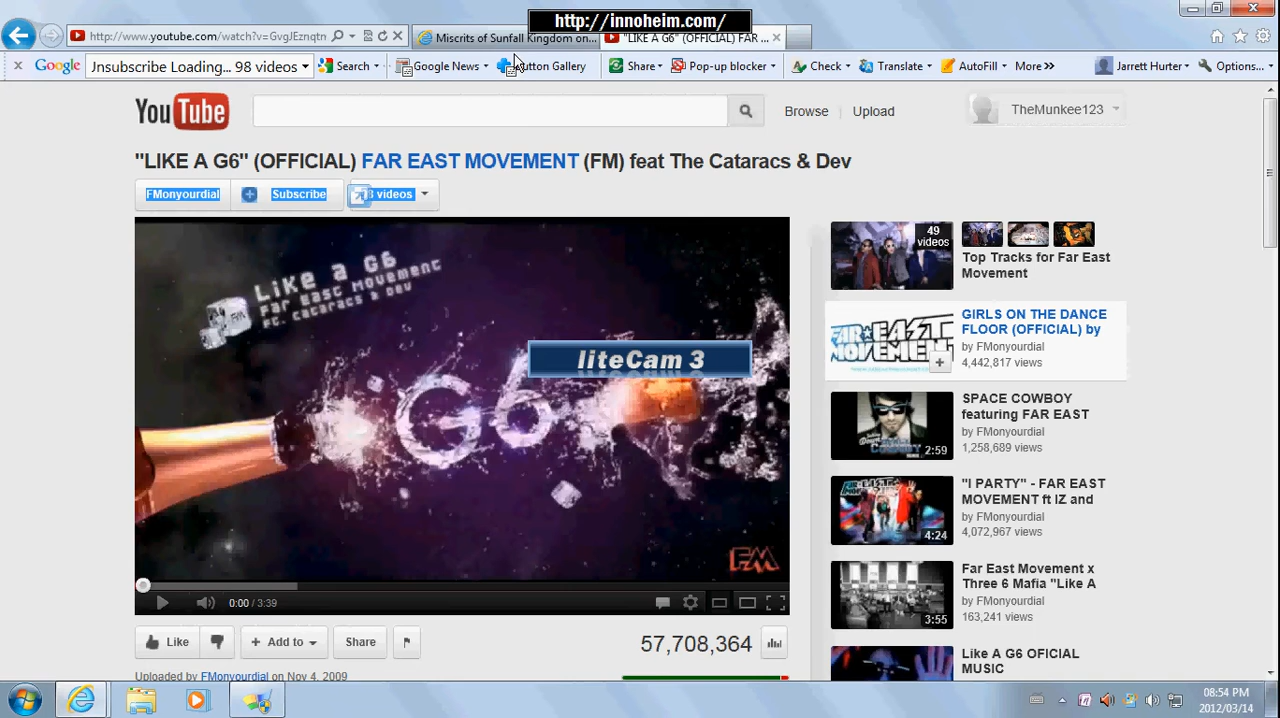 http://innoheim.com/
http://www.youtube.com/watch?v=GvgJEznqtn
Miscrits of Sunfall Kingdom on...
"LIKE A G6" (OFFICIAL) FAR ...
Google
Jnsubscribe Loading... 98 videos
Search
Google News
Button Gallery
Share
Pop-up blocker
Check
Translate
AutoFill
More
Jarrett Hurter
Options...
YouTube
Browse
Upload
TheMunkee123
"LIKE A G6" (OFFICIAL) FAR EAST MOVEMENT (FM) feat The Cataracs & Dev
FMonyourdial
Subscribe
videos
LiKE a G6
Far East Movement
Ft. Cataracs & Dev
G6
liteCam 3
FM
0:00 / 3:39
Like
Add to
Share
57,708,364
Uploaded by FMonyourdial on Nov 4, 2009
49
videos
Top Tracks for Far East
Movement
FAR EAST
MOVEMENT
GIRLS ON THE DANCE
FLOOR (OFFICIAL) by
by FMonyourdial
4,442,817 views
2:59
SPACE COWBOY
featuring FAR EAST
by FMonyourdial
1,258,689 views
4:24
"I PARTY" - FAR EAST
MOVEMENT ft IZ and
by FMonyourdial
4,072,967 views
3:55
Far East Movement x
Three 6 Mafia "Like A
by FMonyourdial
163,241 views
Like A G6 OFICIAL
MUSIC
08:54 PM
2012/03/14